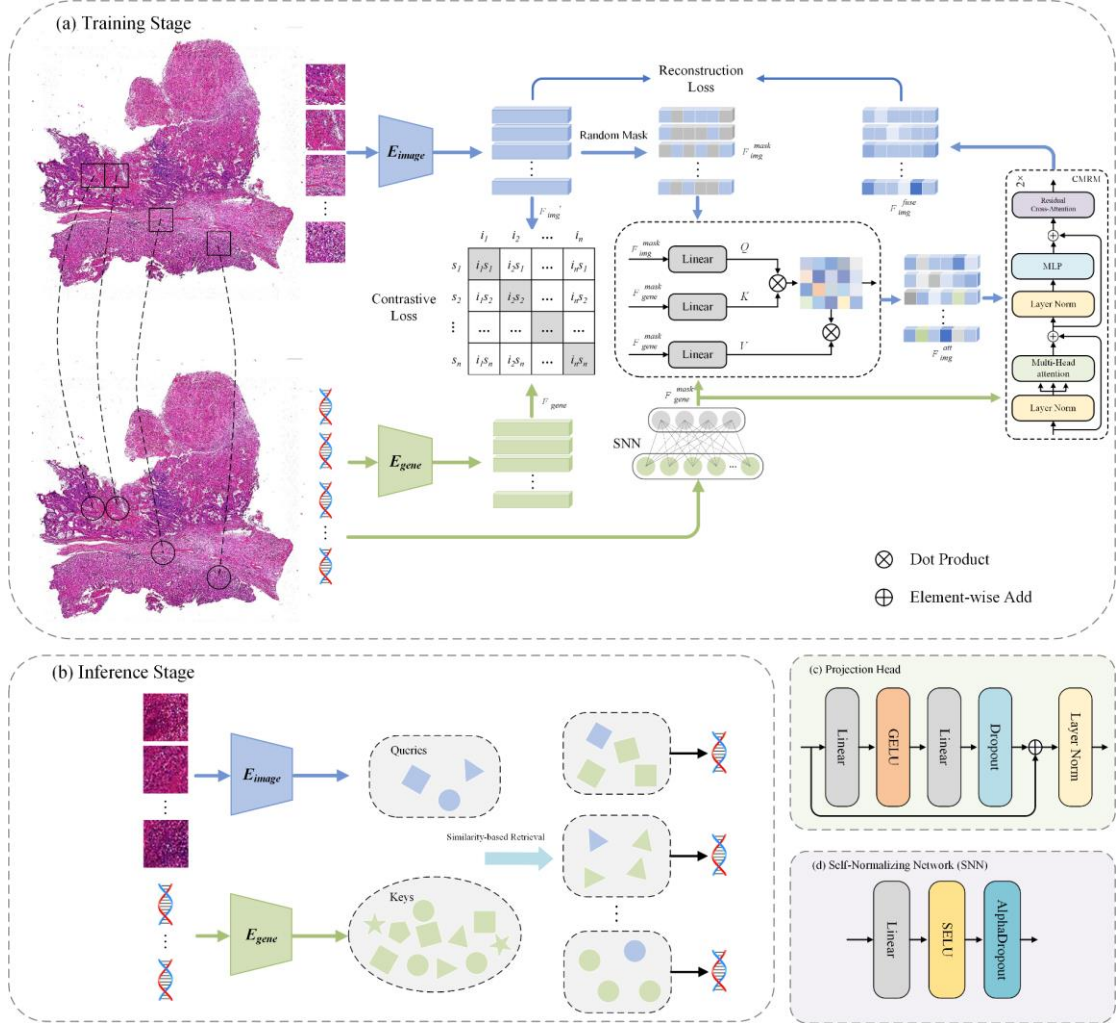 (a) Training Stage
Reconstruction
Loss
E_image
Random Mask
F_img^mask
F_img^fuse
CMRM
2×
Residual
Cross-Attention
MLP
Layer Norm
Multi-Head
attention
Layer Norm
F_img
i_1 i_2 ... i_n
s_1 i_1s_1 i_2s_1 ... i_ns_1
s_2 i_1s_2 i_2s_2 ... i_ns_2
⋮ ... ... ... ...
s_n i_1s_n i_2s_n ... i_ns_n
Contrastive
Loss
F_img^mask Linear Q
F_gene^mask Linear K
F_gene^mask Linear V
F_img^att
F_gene
F_gene^mask
SNN
E_gene
⊗ Dot Product
⊕ Element-wise Add
(b) Inference Stage
E_image
Queries
Similarity-based Retrieval
E_gene
Keys
(c) Projection Head
Linear
GELU
Linear
Dropout
Layer Norm
(d) Self-Normalizing Network (SNN)
Linear
SELU
AlphaDropout